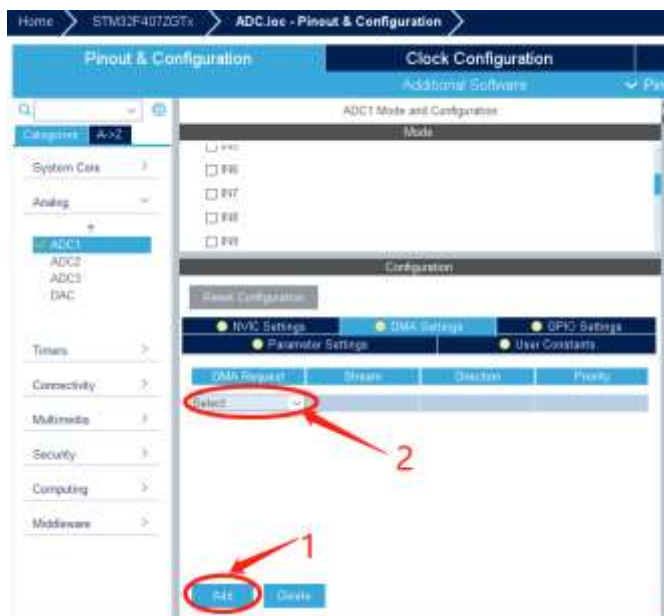 Home STM32F407ZGTx ADC.ioc - Pinout & Configuration
Pinout & Configuration Clock Configuration
Additional Software
ADC1 Mode and Configuration
Categories A->Z
Mode
System Core
IN6
IN7
Analog
IN8
IN9
ADC1
ADC2
ADC3
DAC
Configuration
Reset Configuration
NVIC Settings DMA Settings GPIO Settings
Parameter Settings User Constants
Timers
DMA Request Stream Direction Priority
Connectivity
Select
Multimedia
2
Security
Computing
Middleware
1
Add Delete